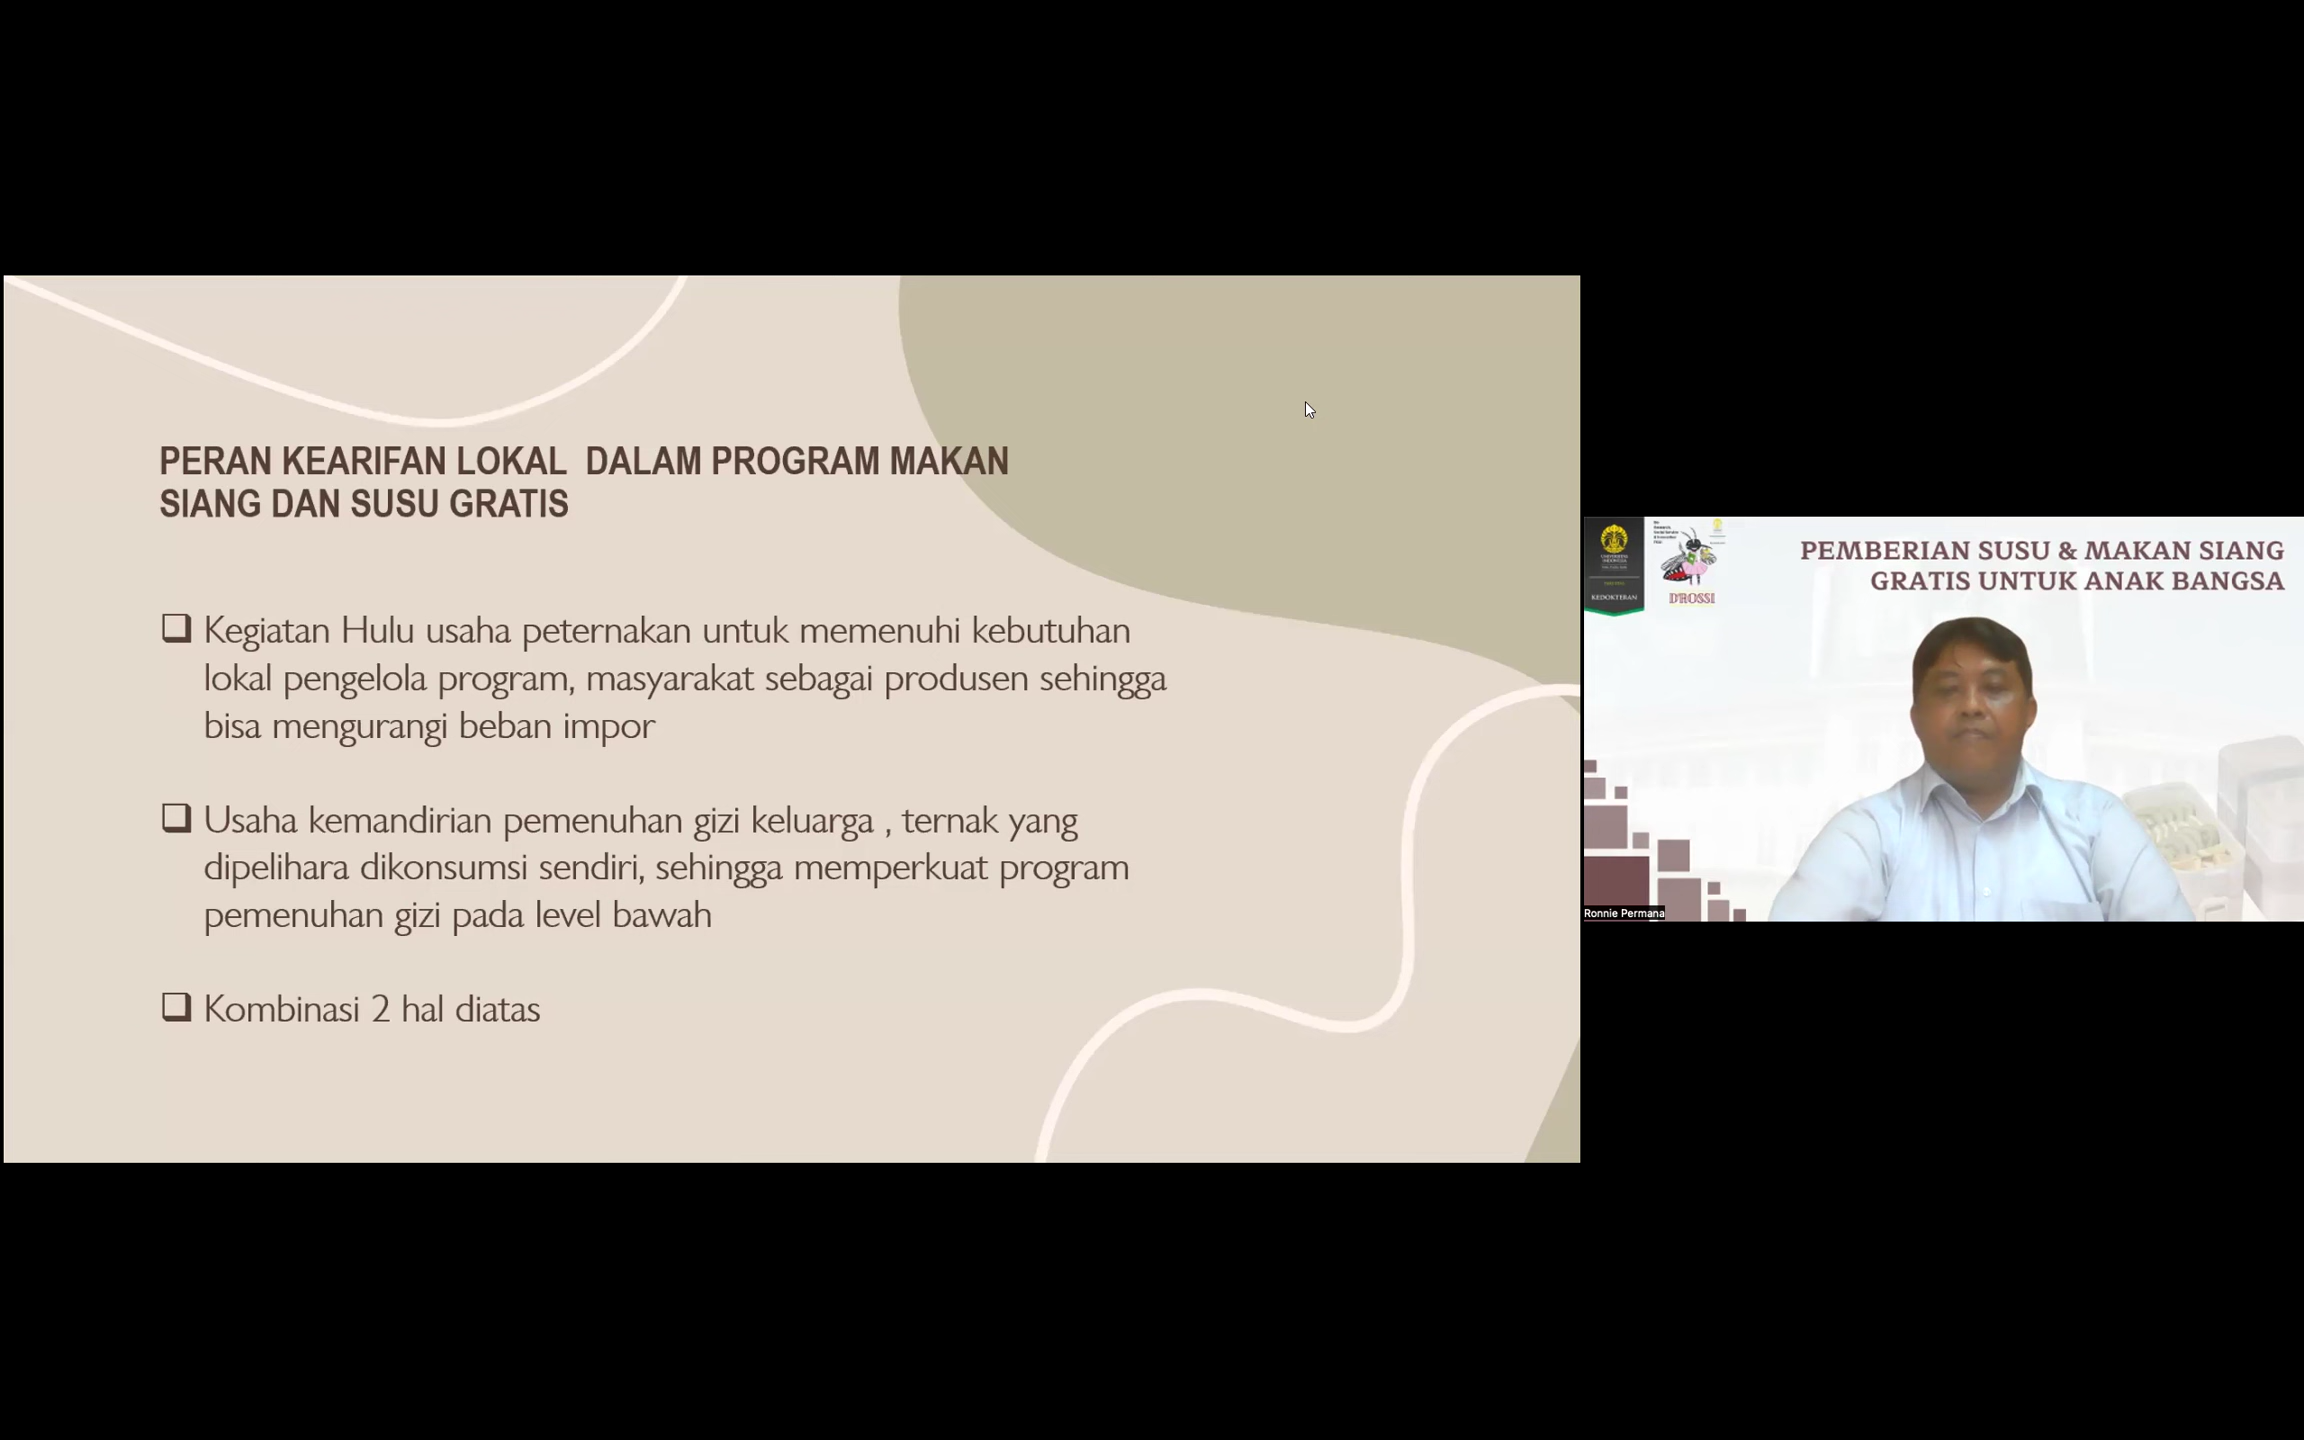 PERAN KEARIFAN LOKAL  DALAM PROGRAM MAKAN
SIANG DAN SUSU GRATIS
❑ Kegiatan Hulu usaha peternakan untuk memenuhi kebutuhan
lokal pengelola program, masyarakat sebagai produsen sehingga
bisa mengurangi beban impor
❑ Usaha kemandirian pemenuhan gizi keluarga , ternak yang
dipelihara dikonsumsi sendiri, sehingga memperkuat program
pemenuhan gizi pada level bawah
❑ Kombinasi 2 hal diatas
UNIVERSITAS
INDONESIA
KEDOKTERAN
D'ROSSI
PEMBERIAN SUSU & MAKAN SIANG
GRATIS UNTUK ANAK BANGSA
Ronnie Permana